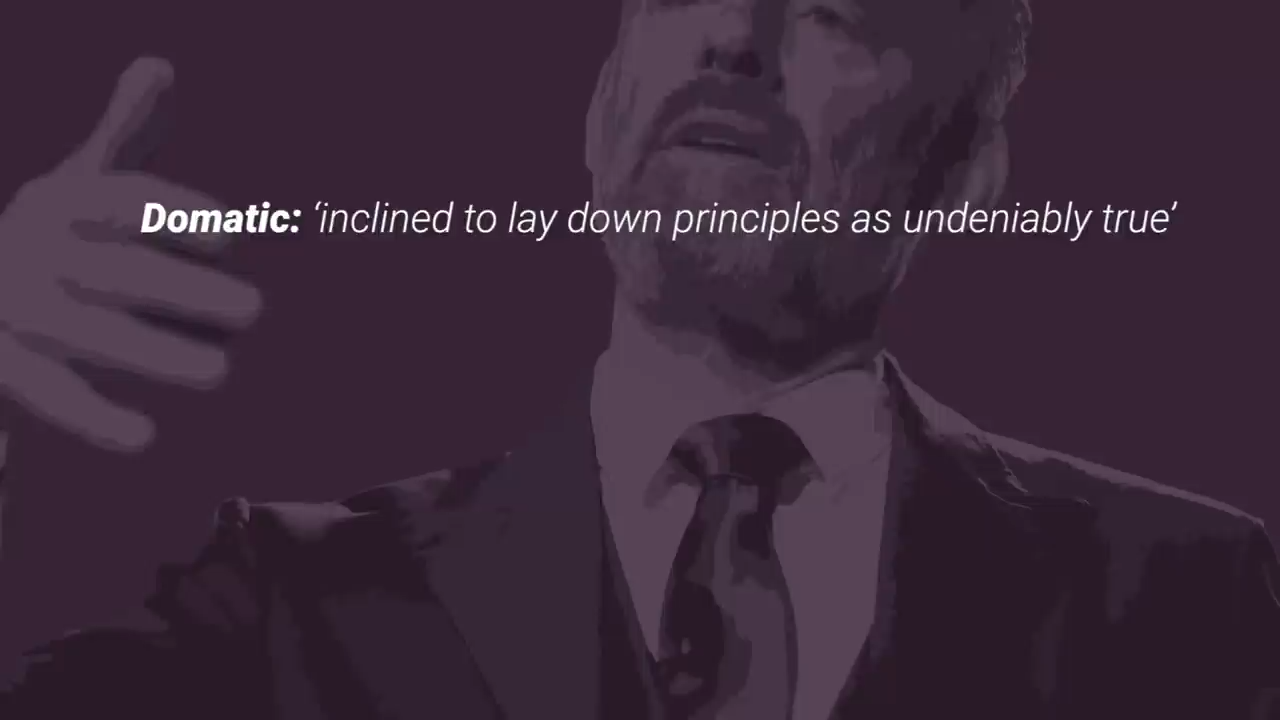 Domatic: ‘inclined to lay down principles as undeniably true’